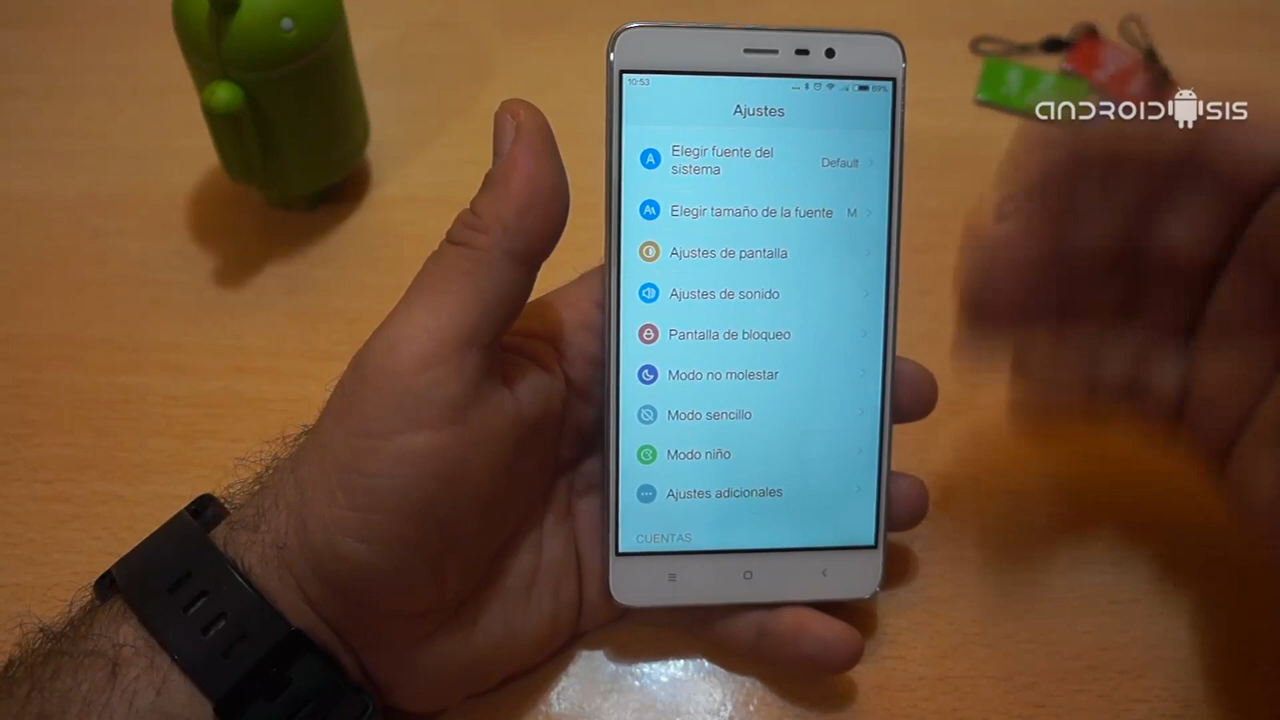 10:53
69%
Ajustes
Elegir fuente del
sistema
Default
Elegir tamaño de la fuente
M
Ajustes de pantalla
Ajustes de sonido
Pantalla de bloqueo
Modo no molestar
Modo sencillo
Modo niño
Ajustes adicionales
CUENTAS
ANDROIDSIS